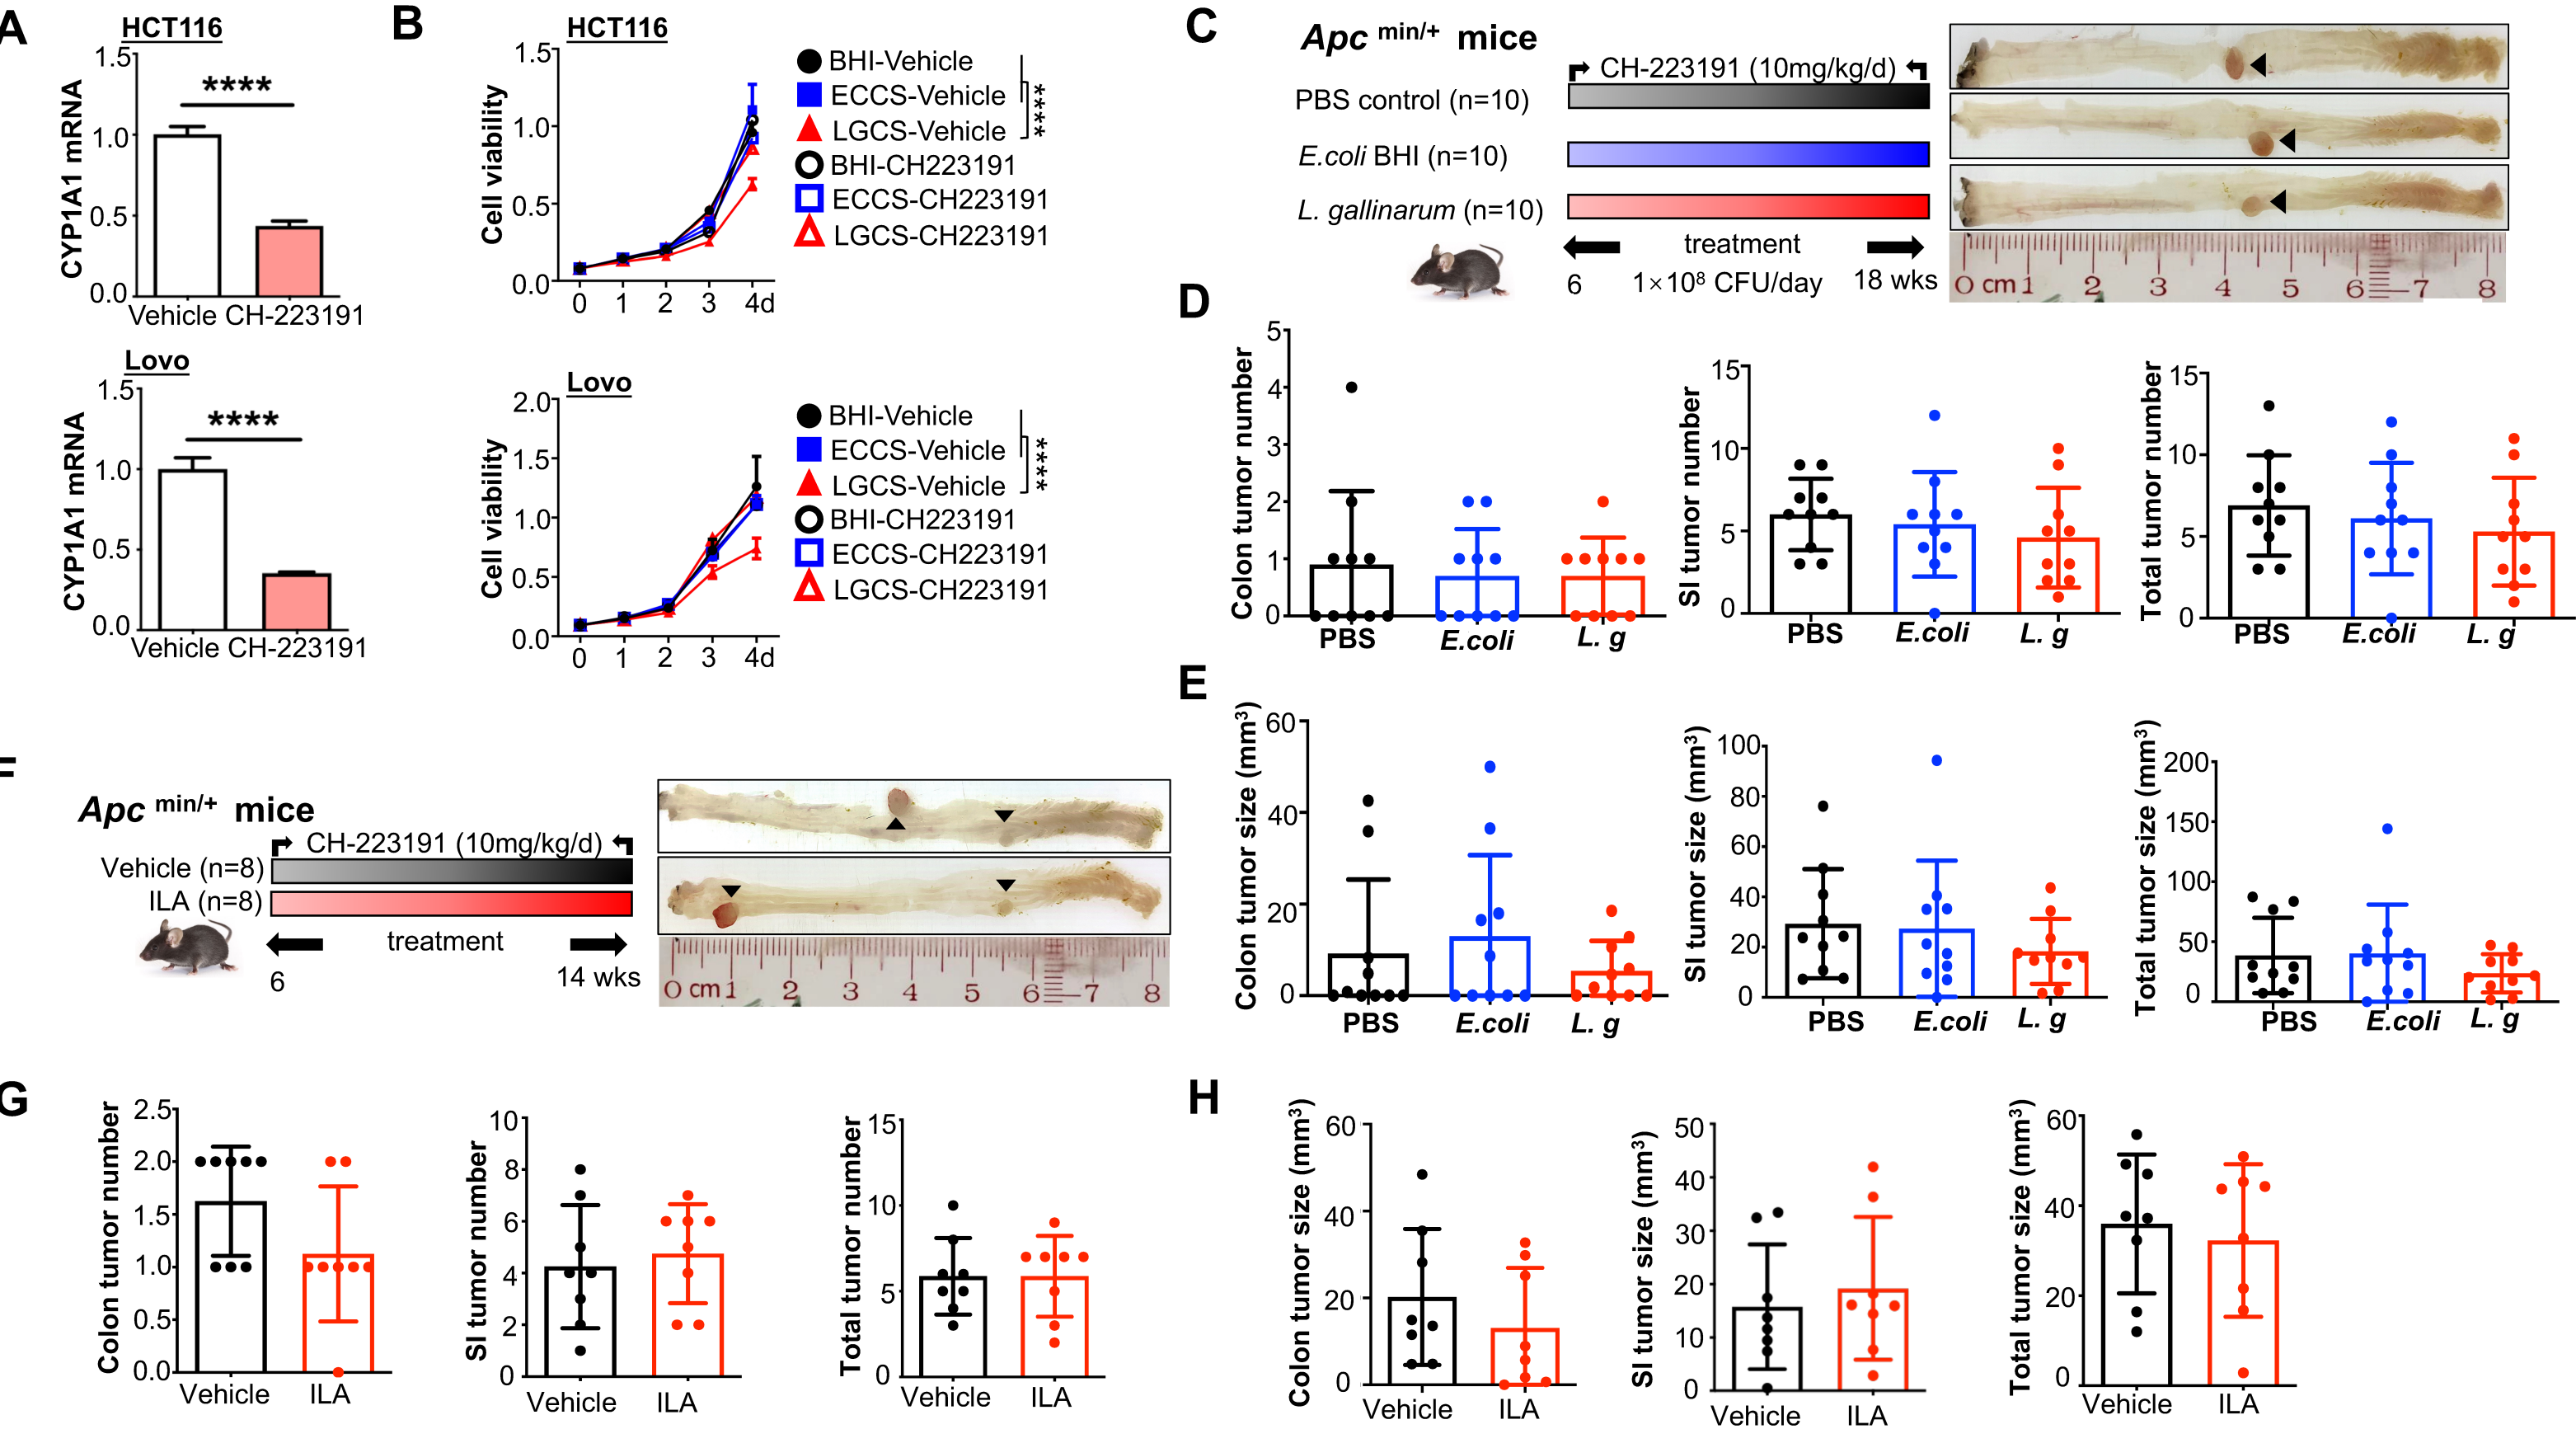 A
HCT116
CYP1A1 mRNA
1.5
1.0
0.5
0.0
****
Vehicle CH-223191
Lovo
CYP1A1 mRNA
1.5
1.0
0.5
0.0
****
Vehicle CH-223191
B
HCT116
Cell viability
1.5
1.0
0.5
0.0
0 1 2 3 4d
BHI-Vehicle
ECCS-Vehicle
LGCS-Vehicle
BHI-CH223191
ECCS-CH223191
LGCS-CH223191
****
Lovo
Cell viability
2.0
1.5
1.0
0.5
0.0
0 1 2 3 4d
BHI-Vehicle
ECCS-Vehicle
LGCS-Vehicle
BHI-CH223191
ECCS-CH223191
LGCS-CH223191
****
C
Apc min/+ mice
CH-223191 (10mg/kg/d)
PBS control (n=10)
E.coli BHI (n=10)
L. gallinarum (n=10)
treatment
6 1×10⁸ CFU/day 18 wks
0 cm 1 2 3 4 5 6 7 8
D
Colon tumor number
5
4
3
2
1
0
PBS E.coli L. g
SI tumor number
15
10
5
0
PBS E.coli L. g
Total tumor number
15
10
5
0
PBS E.coli L. g
E
Colon tumor size (mm³)
60
40
20
0
PBS E.coli L. g
SI tumor size (mm³)
100
80
60
40
20
0
PBS E.coli L. g
Total tumor size (mm³)
200
150
100
50
0
PBS E.coli L. g
F
Apc min/+ mice
CH-223191 (10mg/kg/d)
Vehicle (n=8)
ILA (n=8)
treatment
6 14 wks
0 cm 1 2 3 4 5 6 7 8
G
Colon tumor number
2.5
2.0
1.5
1.0
0.5
0.0
Vehicle ILA
SI tumor number
10
8
6
4
2
0
Vehicle ILA
Total tumor number
15
10
5
0
Vehicle ILA
H
Colon tumor size (mm³)
60
40
20
0
Vehicle ILA
SI tumor size (mm³)
50
40
30
20
10
0
Vehicle ILA
Total tumor size (mm³)
60
40
20
0
Vehicle ILA